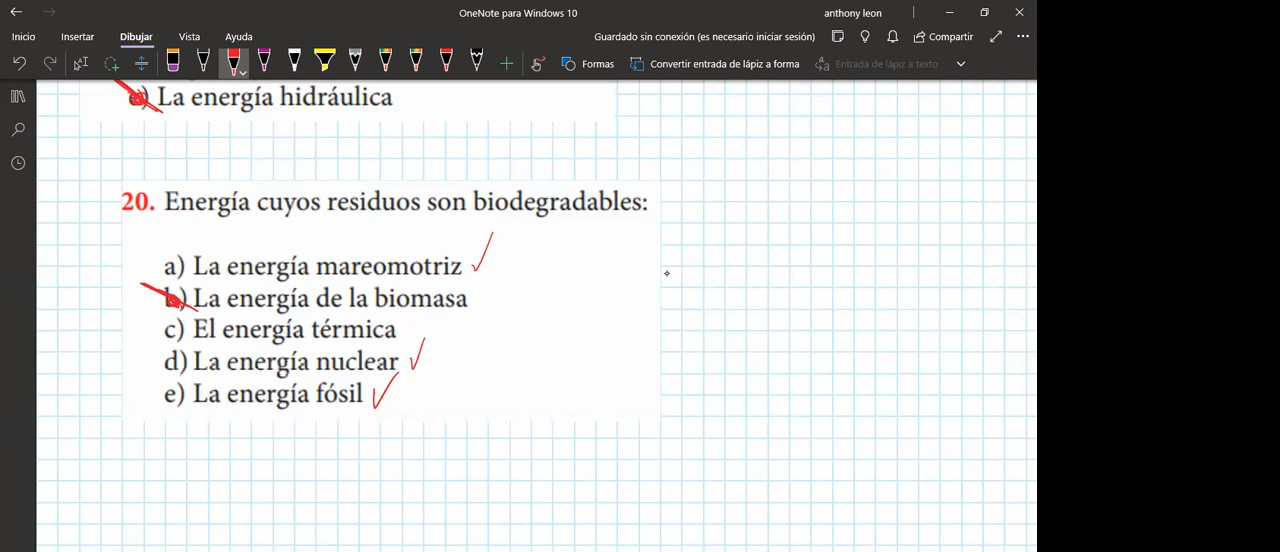 OneNote para Windows 10
anthony leon
Inicio Insertar Dibujar Vista Ayuda
Guardado sin conexión (es necesario iniciar sesión)
Compartir
Formas
Convertir entrada de lápiz a forma
Entrada de lápiz a texto
La energía hidráulica
20. Energía cuyos residuos son biodegradables:
a) La energía mareomotriz
b) La energía de la biomasa
c) El energía térmica
d) La energía nuclear
e) La energía fósil